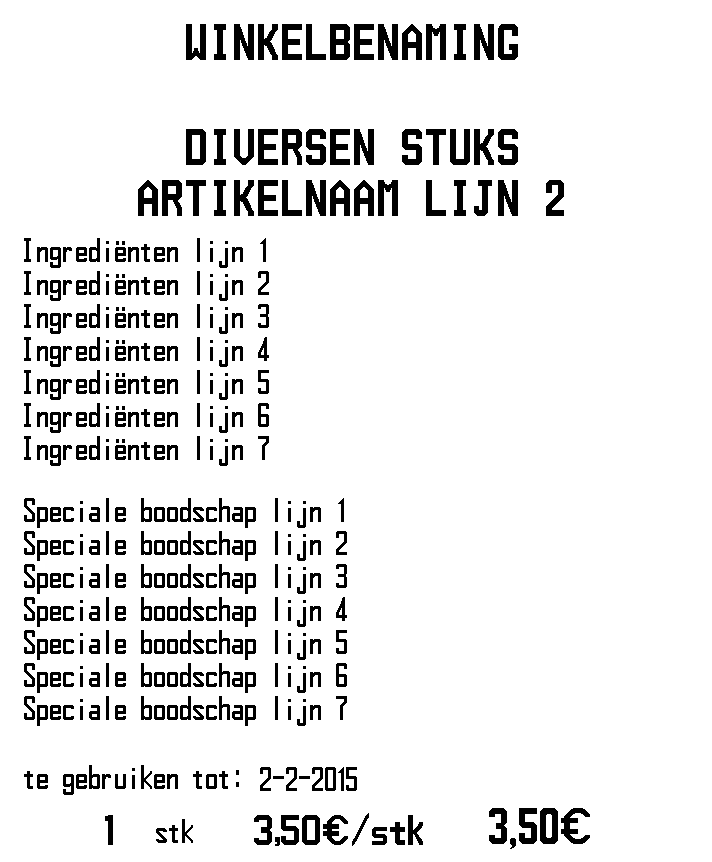 WINKELBENAMING
DIVERSEN STUKS
ARTIKELNAAM LIJN 2
Ingrediënten lijn 1
Ingrediënten lijn 2
Ingrediënten lijn 3
Ingrediënten lijn 4
Ingrediënten lijn 5
Ingrediënten lijn 6
Ingrediënten lijn 7
Speciale boodschap lijn 1
Speciale boodschap lijn 2
Speciale boodschap lijn 3
Speciale boodschap lijn 4
Speciale boodschap lijn 5
Speciale boodschap lijn 6
Speciale boodschap lijn 7
te gebruiken tot: 2-2-2015
1 stk 3,50€/stk 3,50€